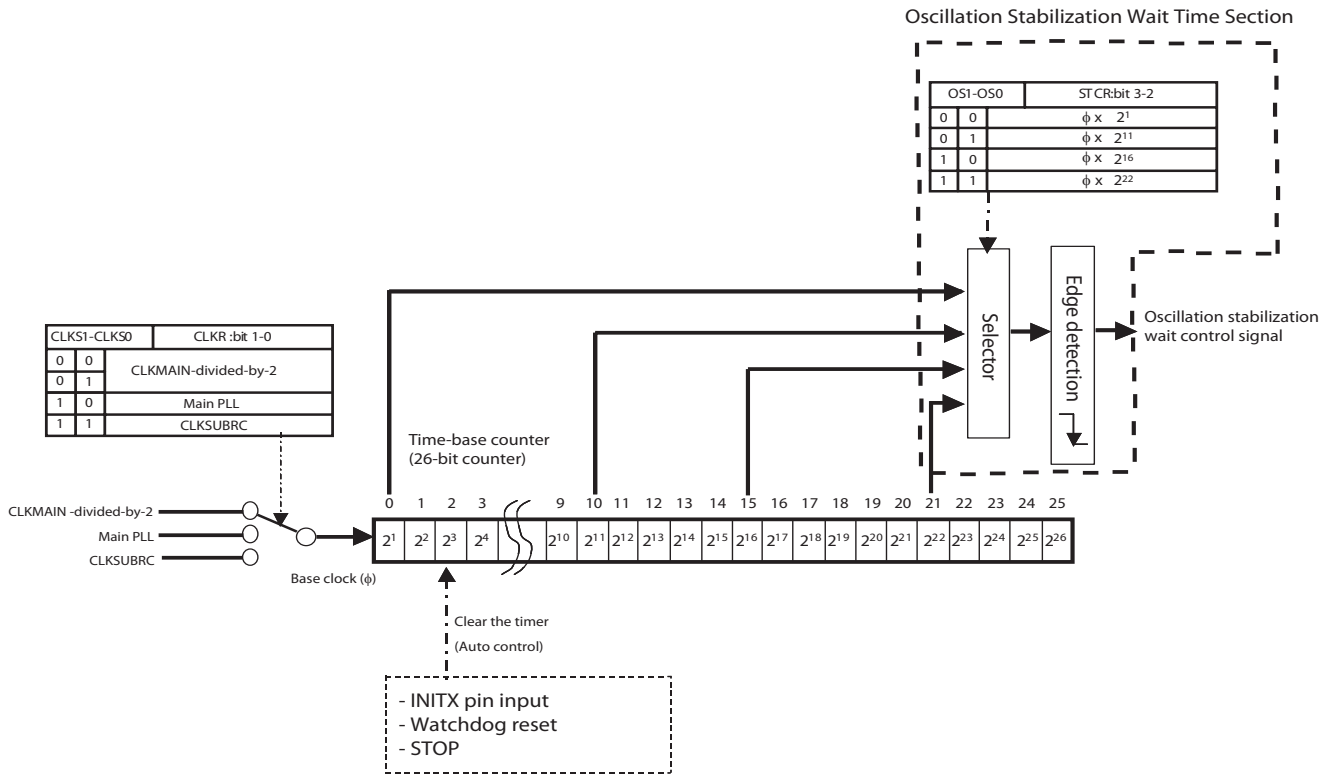 Oscillation Stabilization Wait Time Section
OS1-OS0 STCR:bit 3-2
0 0 ϕ x 2¹
0 1 ϕ x 2¹¹
1 0 ϕ x 2¹⁶
1 1 ϕ x 2²²
Selector
Edge detection
Oscillation stabilization
wait control signal
CLKS1-CLKS0 CLKR :bit 1-0
0 0
CLKMAIN-divided-by-2
0 1
1 0 Main PLL
1 1 CLKSUBRC
Time-base counter
(26-bit counter)
0 1 2 3 9 10 11 12 13 14 15 16 17 18 19 20 21 22 23 24 25
2¹ 2² 2³ 2⁴ 2¹⁰ 2¹¹ 2¹² 2¹³ 2¹⁴ 2¹⁵ 2¹⁶ 2¹⁷ 2¹⁸ 2¹⁹ 2²⁰ 2²¹ 2²² 2²³ 2²⁴ 2²⁵ 2²⁶
CLKMAIN -divided-by-2
Main PLL
CLKSUBRC
Base clock (ϕ)
Clear the timer
(Auto control)
- INITX pin input
- Watchdog reset
- STOP